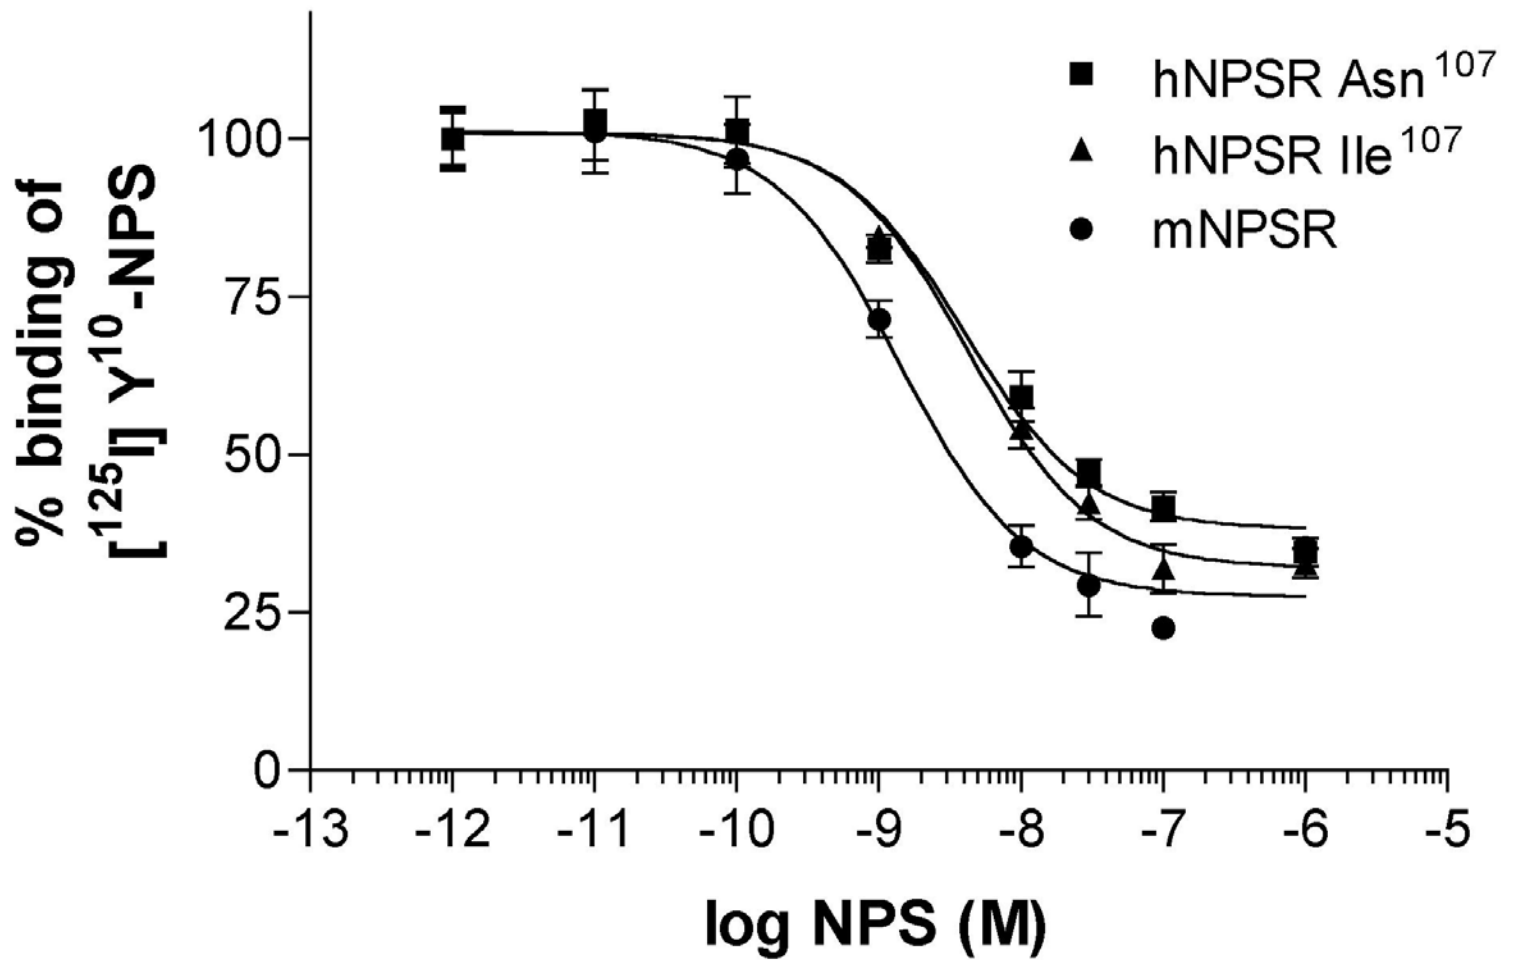 hNPSR Asn107
hNPSR Ile107
mNPSR
% binding of
[125I] Y10-NPS
100
75
50
25
0
-13 -12 -11 -10 -9 -8 -7 -6 -5
log NPS (M)